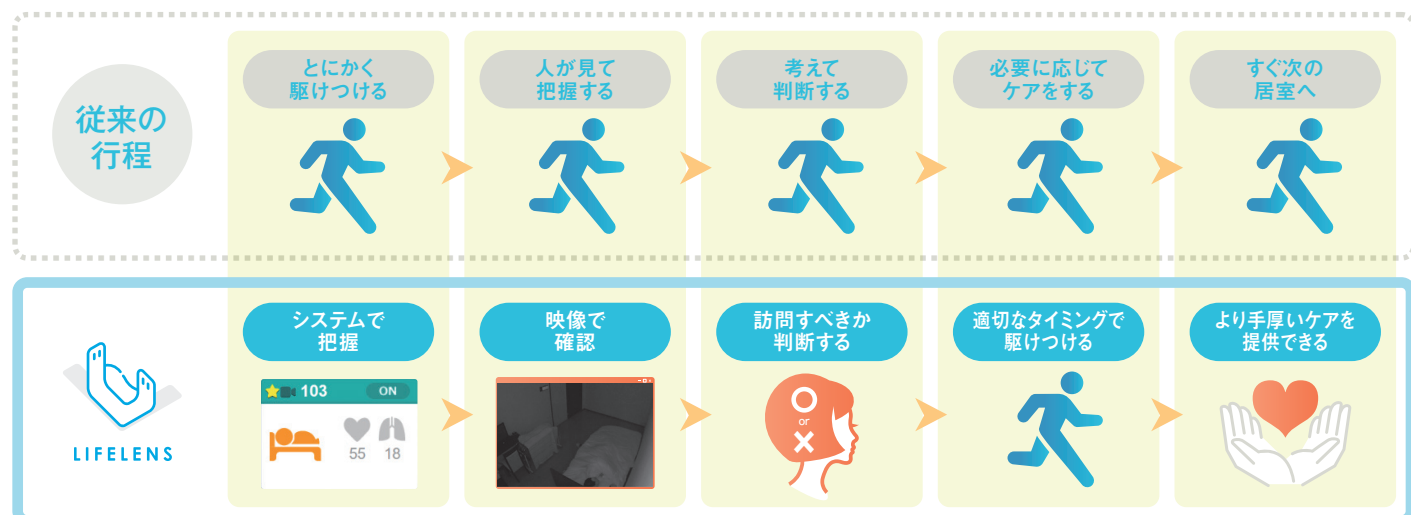 従来の
行程
とにかく
駆けつける
人が見て
把握する
考えて
判断する
必要に応じて
ケアをする
すぐ次の
居室へ
LIFELENS
システムで
把握
103 ON
55 18
映像で
確認
訪問すべきか
判断する
or
適切なタイミングで
駆けつける
より手厚いケアを
提供できる